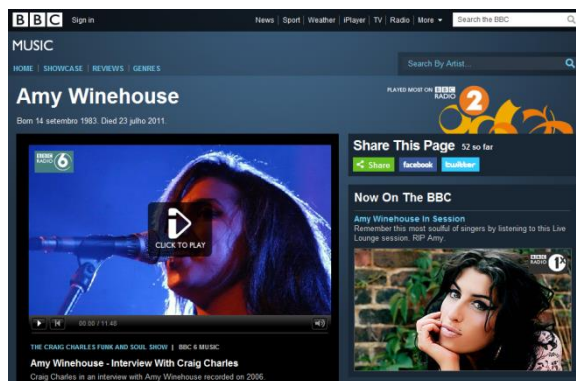 BBC Sign in News Sport Weather iPlayer TV Radio More Search the BBC
MUSIC
HOME SHOWCASE REVIEWS GENRES Search By Artist...
Amy Winehouse
Born 14 setembro 1983. Died 23 julho 2011.
PLAYED MOST ON BBC RADIO 2
Share This Page 52 so far
Share facebook twitter
BBC RADIO 6
CLICK TO PLAY
00.00 / 11:48
THE CRAIG CHARLES FUNK AND SOUL SHOW | BBC 6 MUSIC
Amy Winehouse - Interview With Craig Charles
Craig Charles in an interview with Amy Winehouse recorded on 2006.
Now On The BBC
Amy Winehouse In Session
Remember this most soulful of singers by listening to this Live
Lounge session. RIP Amy.
BBC RADIO 1X